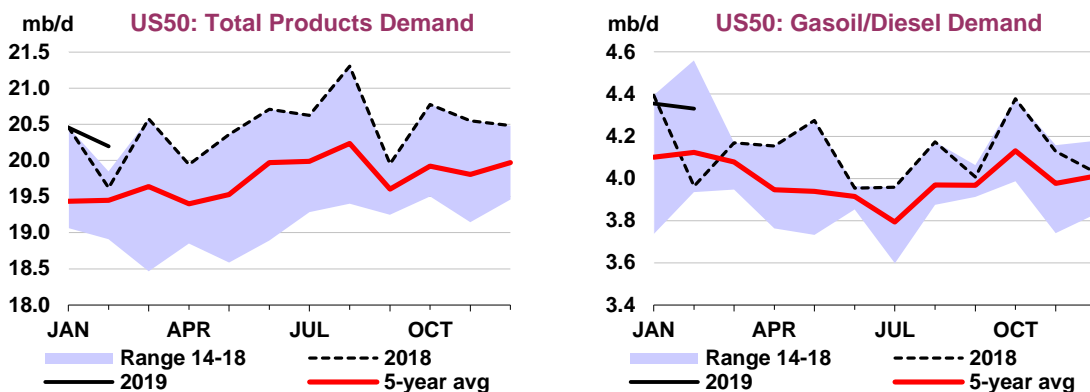 mb/d
US50: Total Products Demand
21.5
21.0
20.5
20.0
19.5
19.0
18.5
18.0
JAN APR JUL OCT
Range 14-18
2018
2019
5-year avg
mb/d
US50: Gasoil/Diesel Demand
4.6
4.4
4.2
4.0
3.8
3.6
3.4
JAN APR JUL OCT
Range 14-18
2018
2019
5-year avg